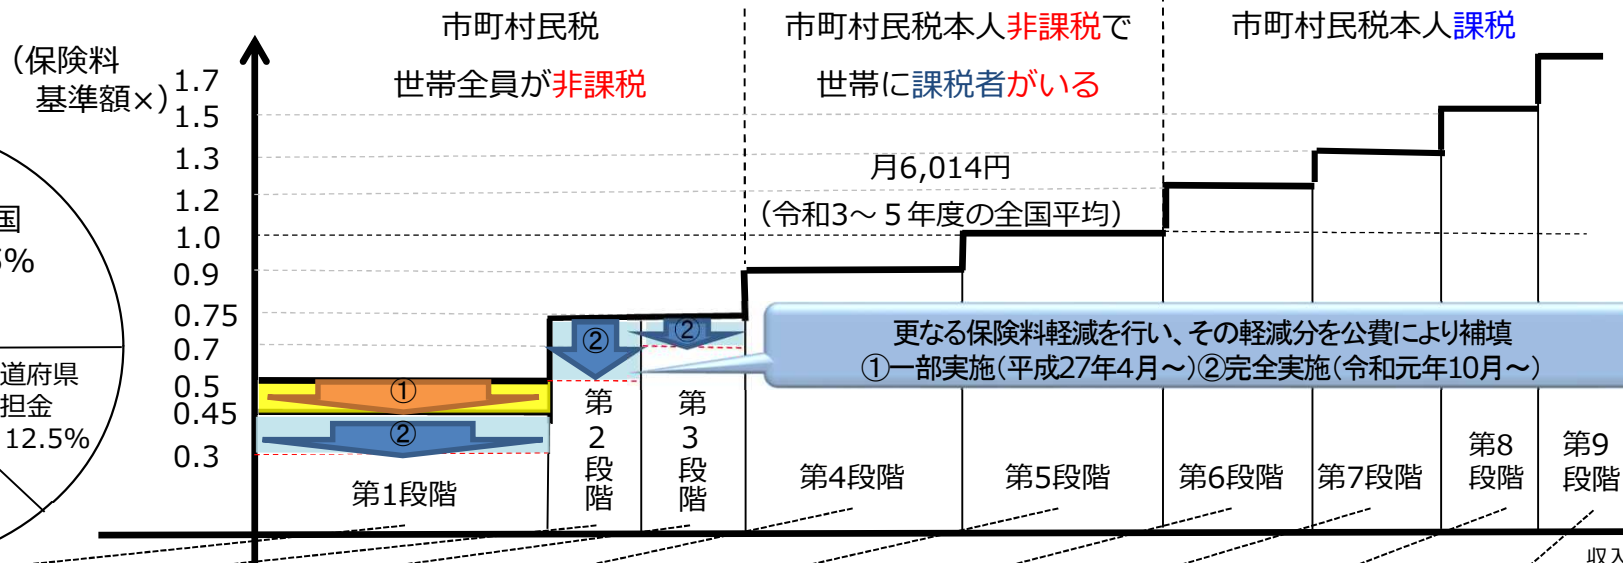 市町村民税
世帯全員が非課税
市町村民税本人非課税で
世帯に課税者がいる
市町村民税本人課税
（保険料
基準額×）
1.7
1.5
1.3
1.2
1.0
0.9
0.75
0.7
0.5
0.45
0.3
国
%
道府県
担金
12.5%
月6,014円
（令和3～５年度の全国平均）
更なる保険料軽減を行い、その軽減分を公費により補填
①一部実施（平成27年4月～）②完全実施（令和元年10月～）
①
②
②
②
第1段階
第2段階
第3段階
第4段階
第5段階
第6段階
第7段階
第8
段階
第9
段階
収入